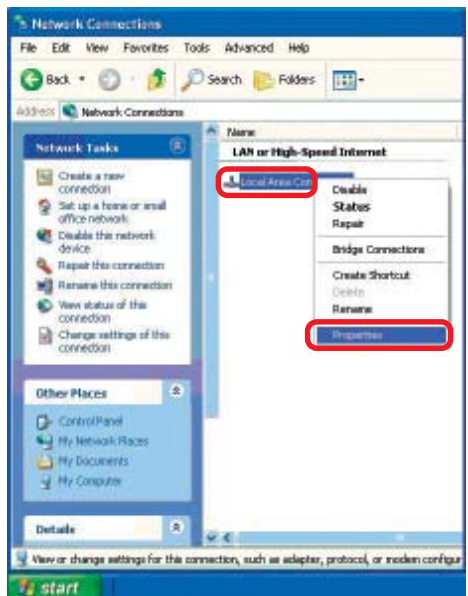 Network Connections
File Edit View Favorites Tools Advanced Help
Back Search Folders
Address Network Connections
Name
LAN or High-Speed Internet
Local Area Con
Disable
Status
Repair
Bridge Connections
Create Shortcut
Delete
Rename
Properties
Network Tasks
Create a new
connection
Set up a home or small
office network
Disable this network
device
Repair this connection
Rename this connection
View status of this
connection
Change settings of this
connection
Other Places
Control Panel
My Network Places
My Documents
My Computer
Details
View or change settings for this connection, such as adapter, protocol, or modem configur
start